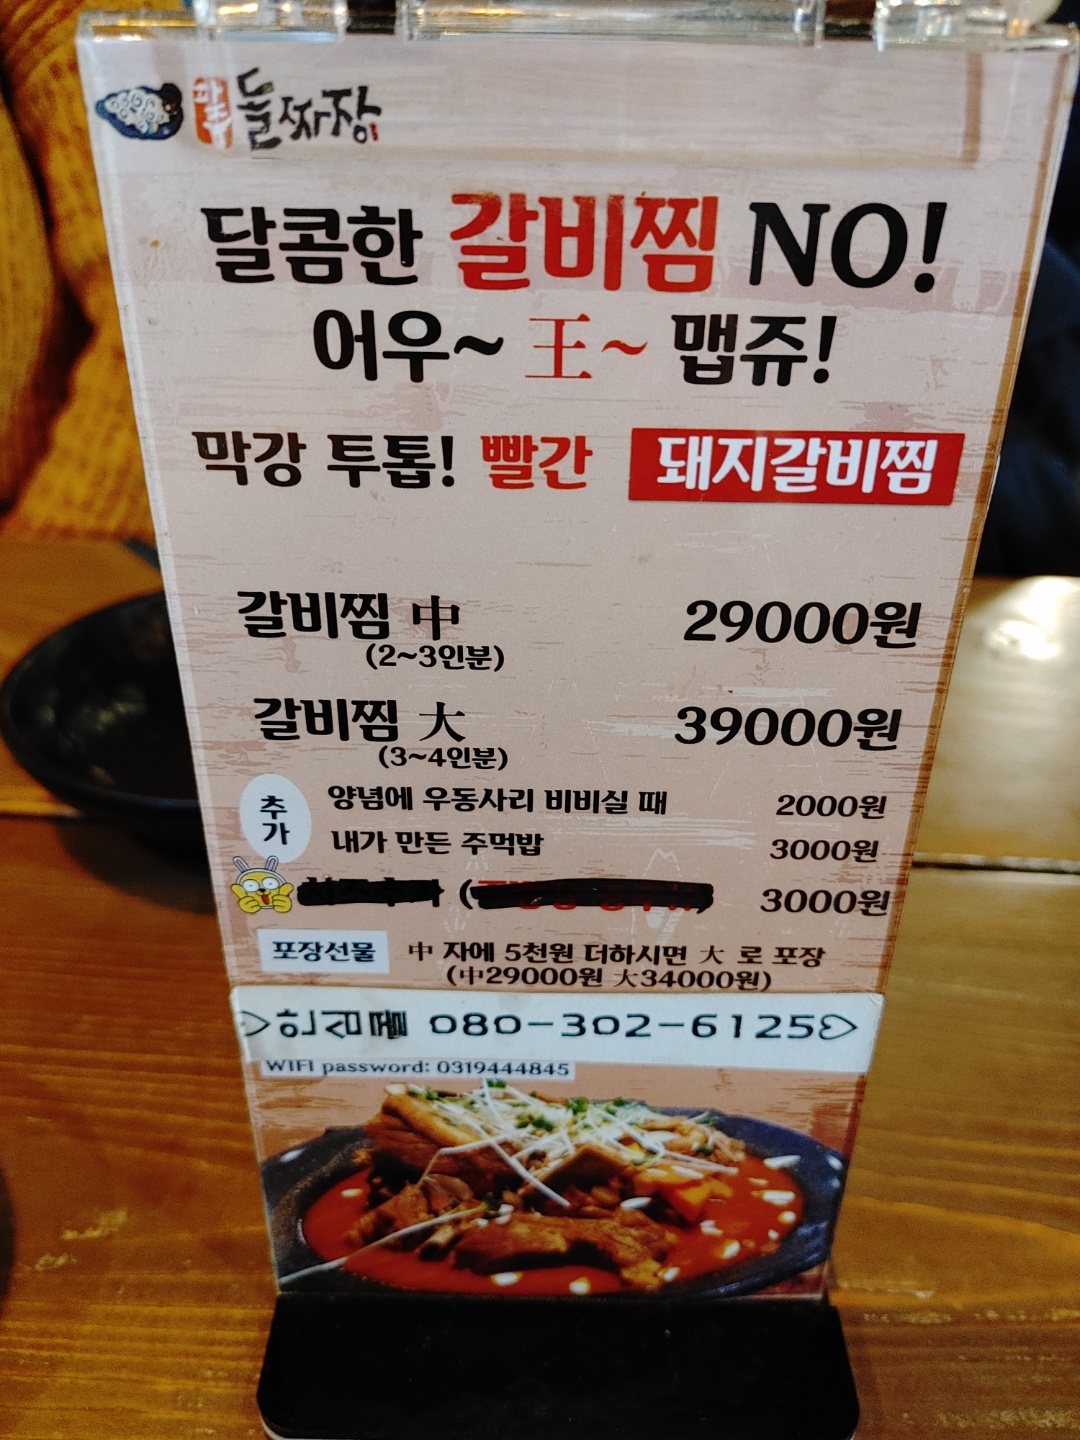 파주 돌짜장
달콤한 갈비찜 NO!
어우~ 王~ 맵쥬!
막강 투톱! 빨간 돼지갈비찜
갈비찜 中 29000원
(2~3인분)
갈비찜 大 39000원
(3~4인분)
추가
양념에 우동사리 비비실 때 2000원
내가 만든 주먹밥 3000원
3000원
포장선물 中 자에 5천원 더하시면 大 로 포장
(中29000원 大34000원)
안심콜 080-302-6125
WIFI password: 0319444845